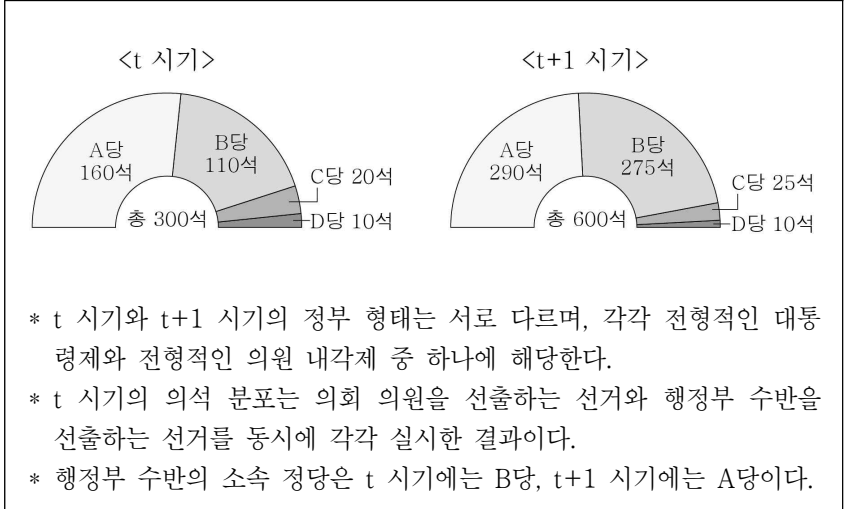 <t 시기>
<t+1 시기>
A당
160석
B당
110석
C당 20석
D당 10석
총 300석
A당
290석
B당
275석
C당 25석
D당 10석
총 600석
* t 시기와 t+1 시기의 정부 형태는 서로 다르며, 각각 전형적인 대통
령제와 전형적인 의원 내각제 중 하나에 해당한다.
* t 시기의 의석 분포는 의회 의원을 선출하는 선거와 행정부 수반을
선출하는 선거를 동시에 각각 실시한 결과이다.
* 행정부 수반의 소속 정당은 t 시기에는 B당, t+1 시기에는 A당이다.